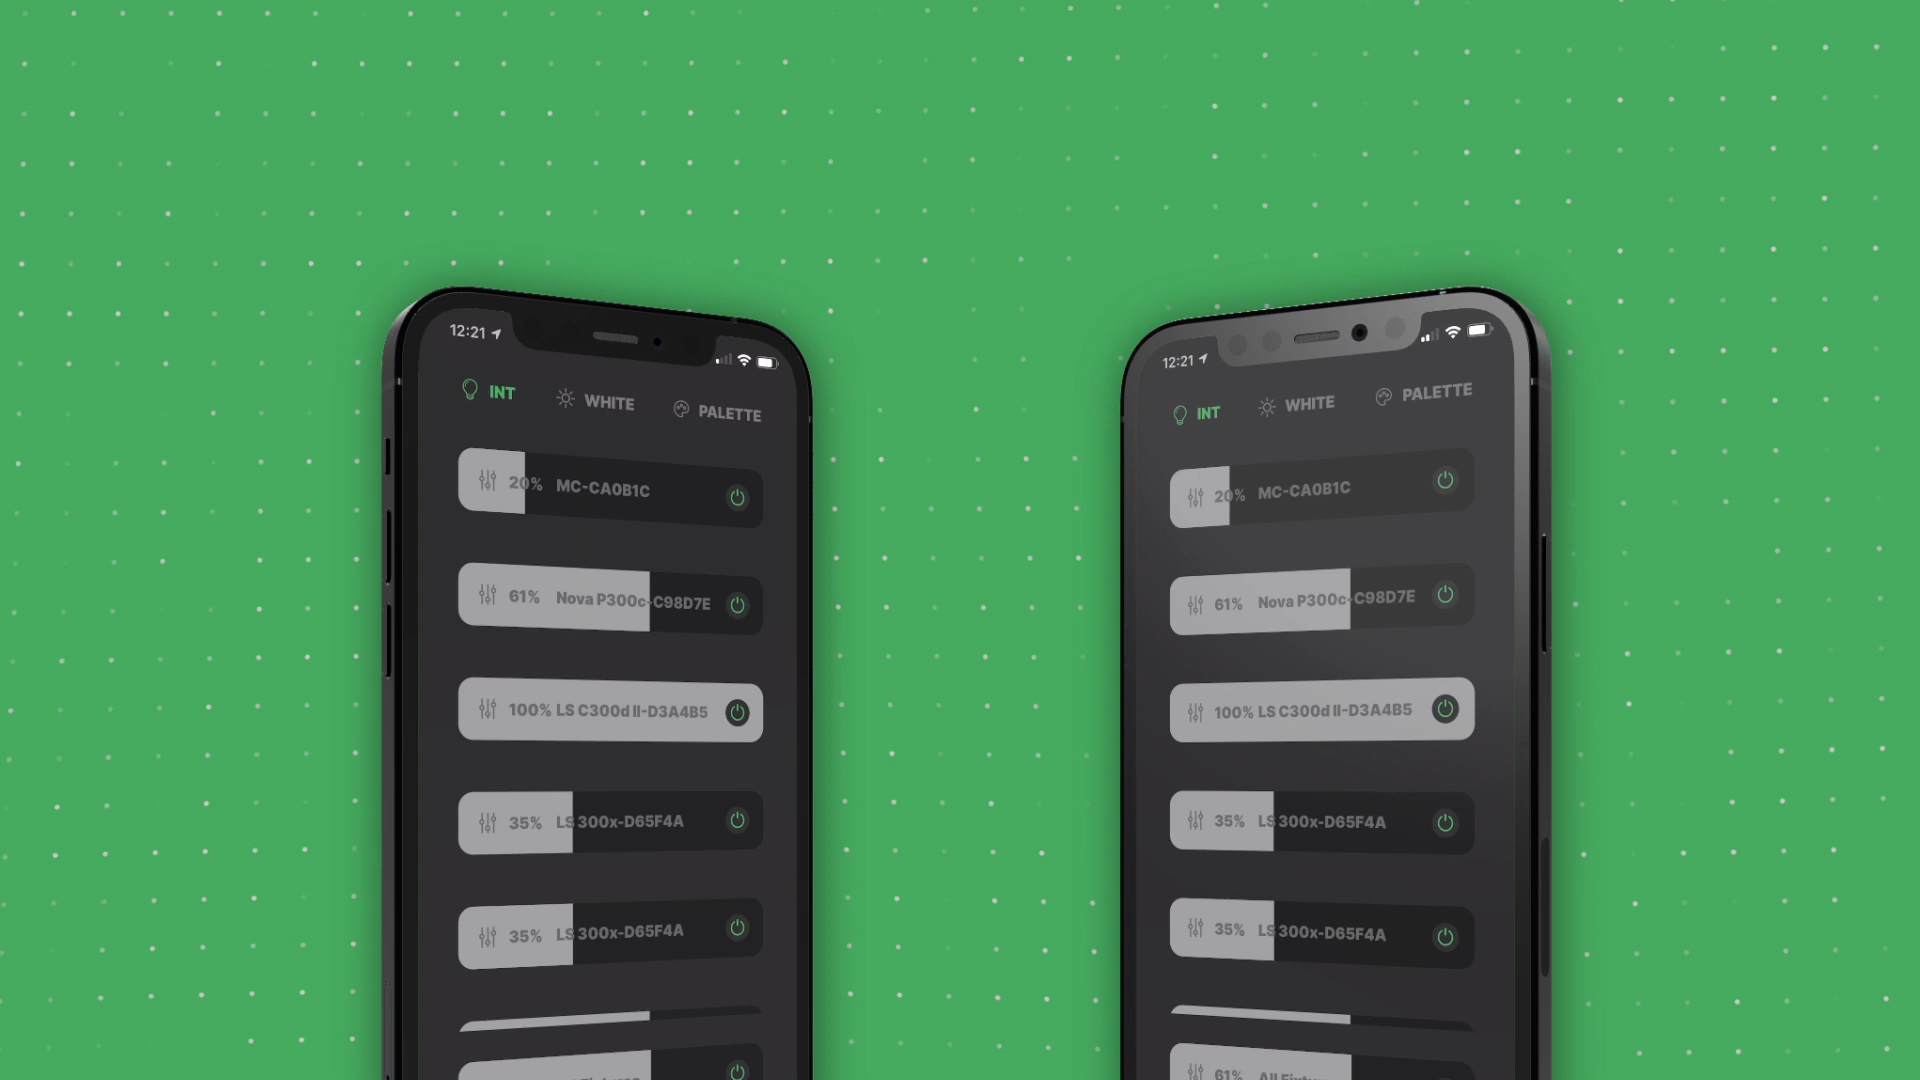 12:21
INT WHITE PALETTE
20% MC-CA0B1C
61% Nova P300c-C98D7E
100% LS C300d II-D3A4B5
35% LS 300x-D65F4A
35% LS 300x-D65F4A
12:21
INT WHITE PALETTE
20% MC-CA0B1C
61% Nova P300c-C98D7E
100% LS C300d II-D3A4B5
35% LS 300x-D65F4A
35% LS 300x-D65F4A
61% All